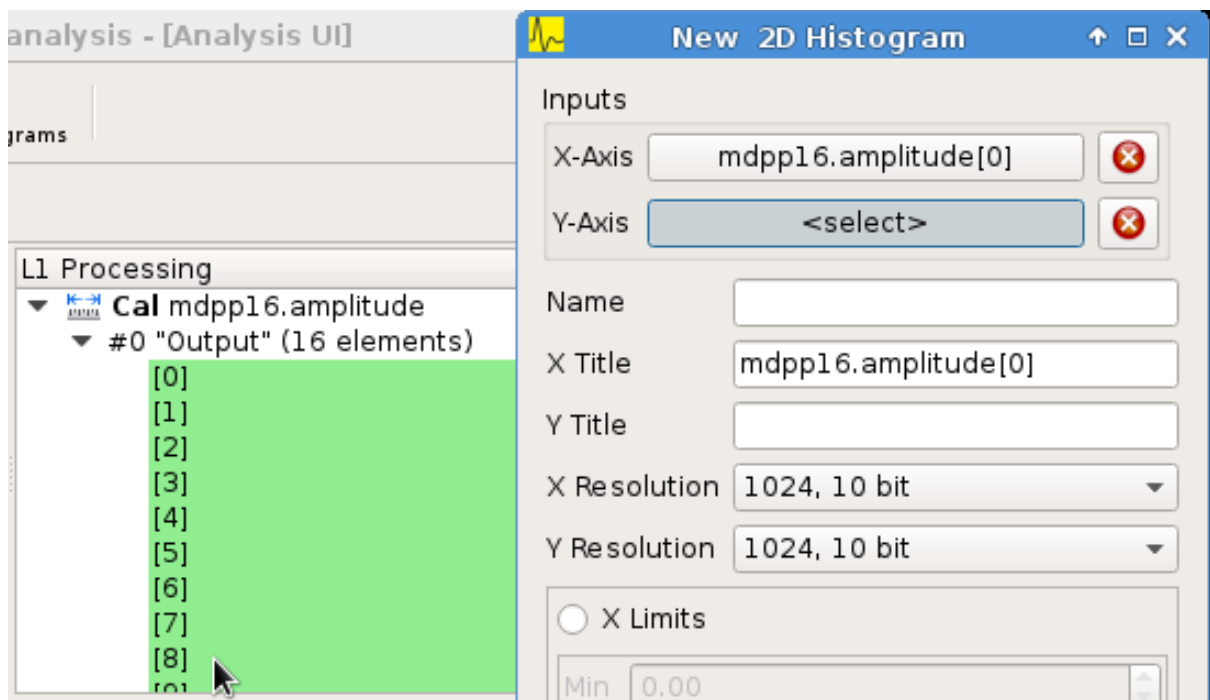 analysis - [Analysis UI]
grams
L1 Processing
Cal mdpp16.amplitude
#0 "Output" (16 elements)
[0]
[1]
[2]
[3]
[4]
[5]
[6]
[7]
[8]
[9]
New 2D Histogram
Inputs
X-Axis mdpp16.amplitude[0]
Y-Axis <select>
Name
X Title mdpp16.amplitude[0]
Y Title
X Resolution 1024, 10 bit
Y Resolution 1024, 10 bit
X Limits
Min 0.00